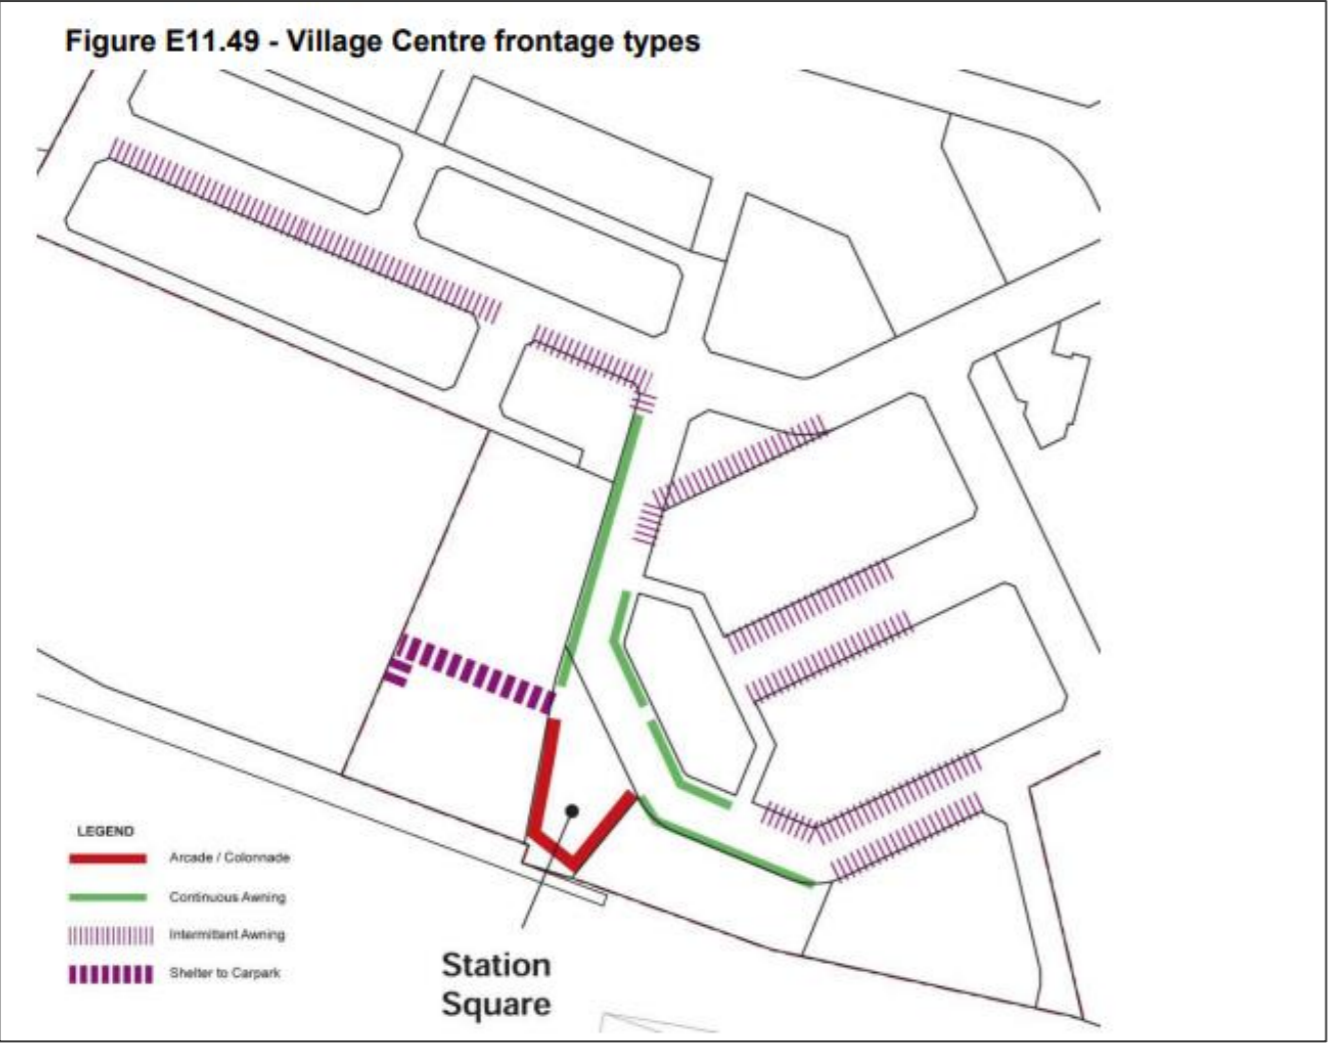 Figure E11.49 - Village Centre frontage types
LEGEND
Arcade / Colonnade
Continuous Awning
Intermittent Awning
Shelter to Carpark
Station
Square